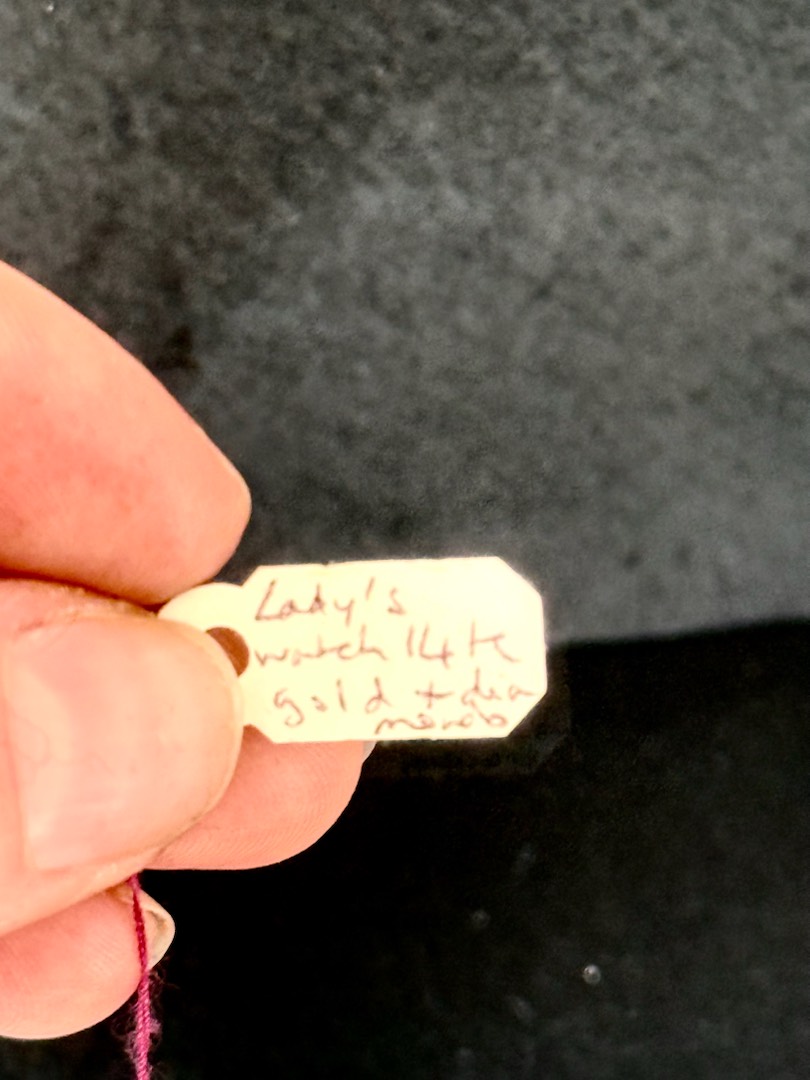 Lady's
watch 14K
gold + dia
monds